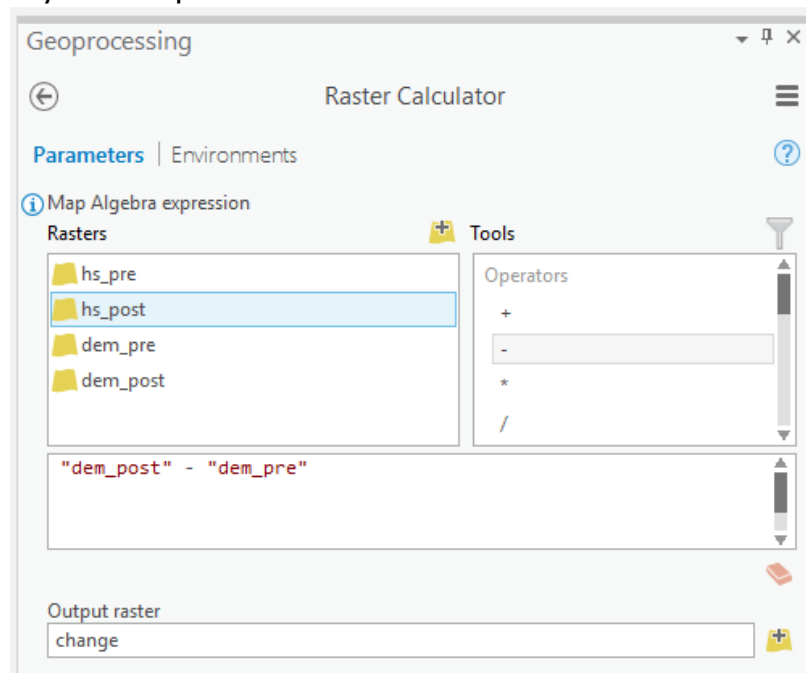 Geoprocessing
Raster Calculator
Parameters | Environments
?
i Map Algebra expression
Rasters
Tools
hs_pre
hs_post
dem_pre
dem_post
Operators
+
-
*
/
"dem_post" - "dem_pre"
Output raster
change